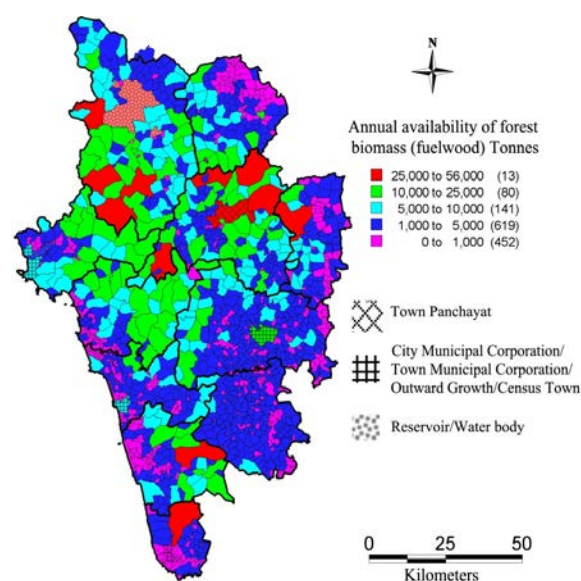 N
Annual availability of forest
biomass (fuelwood) Tonnes
25,000 to 56,000 (13)
10,000 to 25,000 (80)
5,000 to 10,000 (141)
1,000 to 5,000 (619)
0 to 1,000 (452)
Town Panchayat
City Municipal Corporation/
Town Municipal Corporation/
Outward Growth/Census Town
Reservoir/Water body
0 25 50
Kilometers